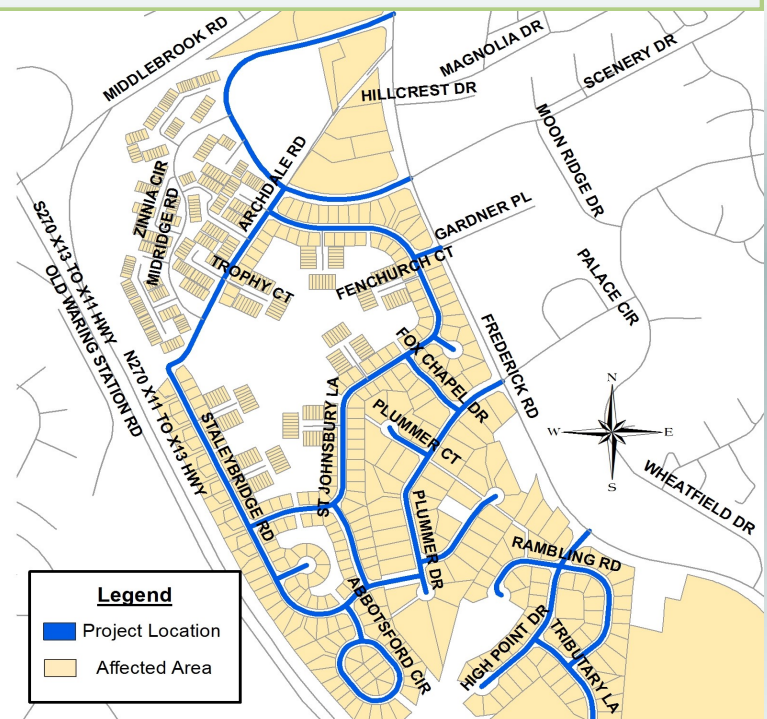 MIDDLEBROOK RD
MAGNOLIA DR
SCENERY DR
HILLCREST DR
MOON RIDGE DR
ARCHDALE RD
ZINNIA CIR
MIDRIDGE RD
GARDNER PL
S270 X13 TO X11 HWY
OLD WARING STATION RD
TROPHY CT
FENCHURCH CT
PALACE CIR
N270 X11 TO X13 HWY
FREDERICK RD
FOX CHAPEL DR
N
W
E
S
ST JOHNSBURY LA
PLUMMER CT
STALEYBRIDGE RD
WHEATFIELD DR
PLUMMER DR
RAMBLING RD
ABBOTSFORD CIR
HIGH POINT DR
TRIBUTARY LA
Legend
Project Location
Affected Area